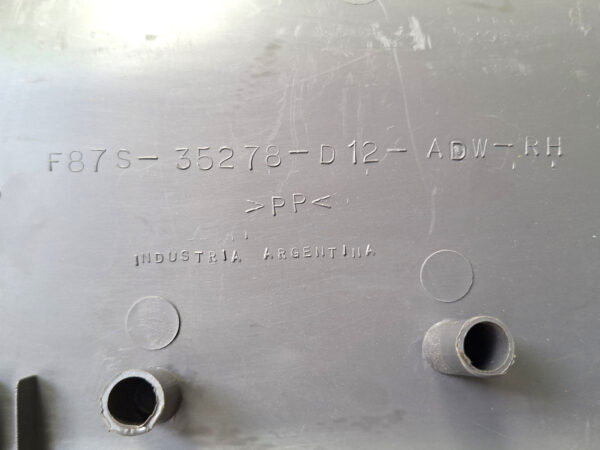 F87S-35278-D12-ADW-RH
>PP<
INDUSTRIA ARGENTINA